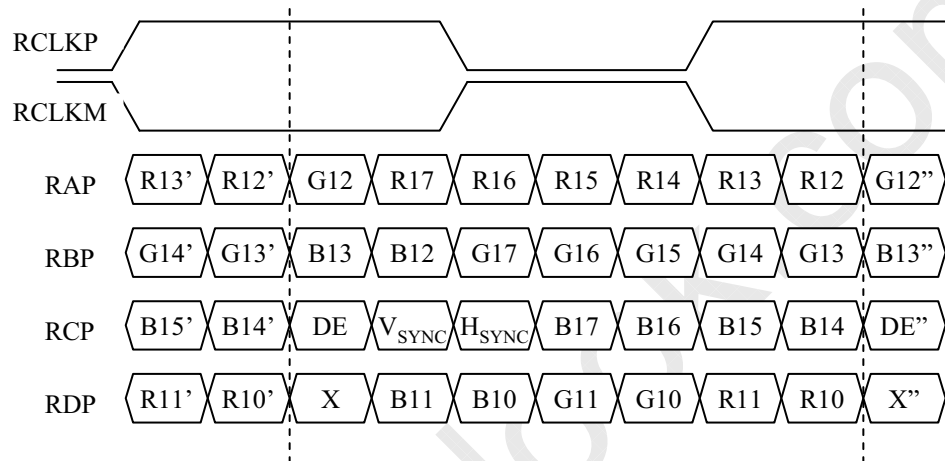 RCLKP
RCLKM
RAP R13’ R12’ G12 R17 R16 R15 R14 R13 R12 G12”
RBP G14’ G13’ B13 B12 G17 G16 G15 G14 G13 B13”
RCP B15’ B14’ DE VSYNC HSYNC B17 B16 B15 B14 DE”
RDP R11’ R10’ X B11 B10 G11 G10 R11 R10 X”